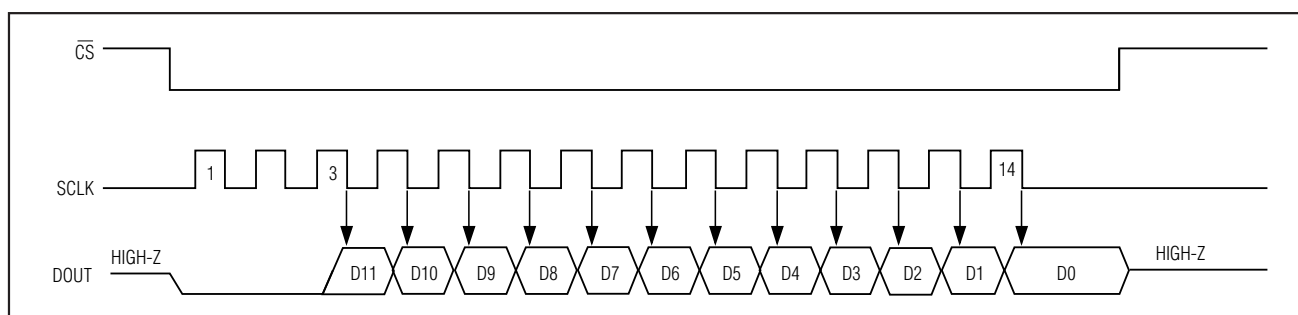 C̅S̅
1
3
14
SCLK
HIGH-Z
HIGH-Z
DOUT
D11
D10
D9
D8
D7
D6
D5
D4
D3
D2
D1
D0